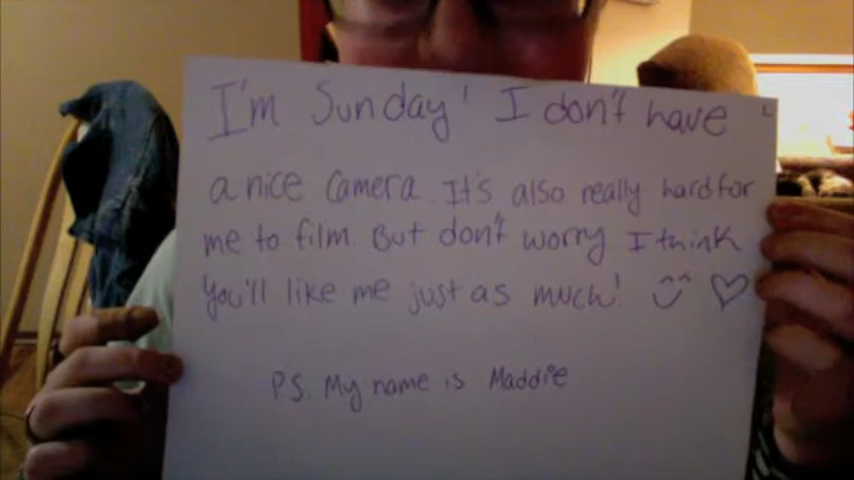 I'm Sunday! I don't have
a nice camera. It's also really hard for
me to film. But don't worry I think
you'll like me just as much!
P.S. My name is Maddie